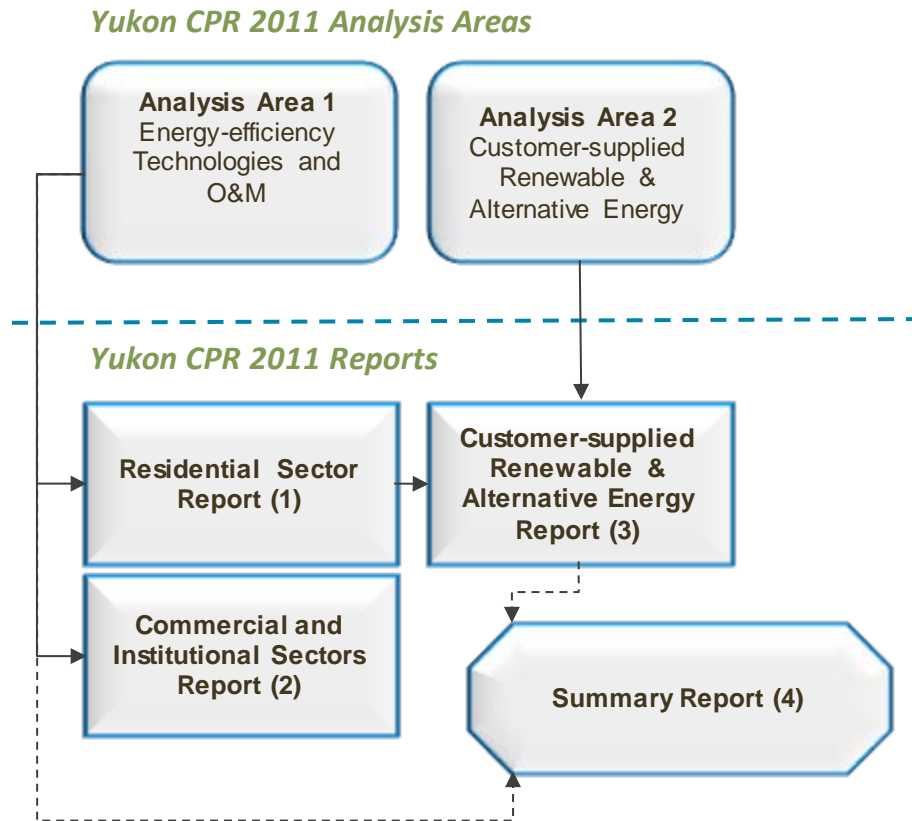 Yukon CPR 2011 Analysis Areas
Analysis Area 1
Energy-efficiency
Technologies and
O&M
Analysis Area 2
Customer-supplied
Renewable &
Alternative Energy
Yukon CPR 2011 Reports
Residential Sector
Report (1)
Customer-supplied
Renewable &
Alternative Energy
Report (3)
Commercial and
Institutional Sectors
Report (2)
Summary Report (4)